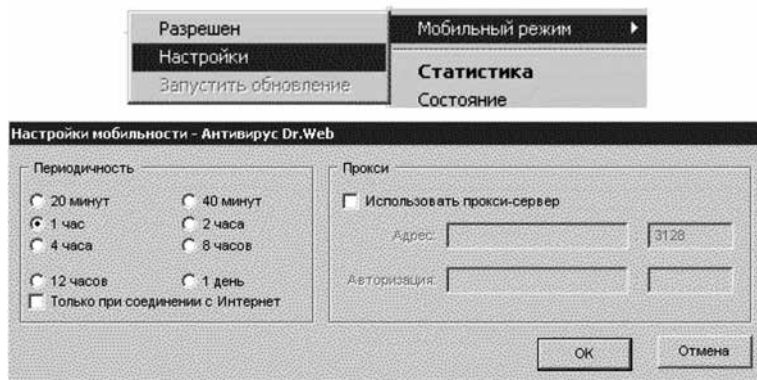 Разрешен
Настройки
Запустить обновление
Мобильный режим
Статистика
Состояние
Настройки мобильности - Антивирус Dr.Web
Периодичность
20 минут 40 минут
1 час 2 часа
4 часа 8 часов
12 часов 1 день
Только при соединении с Интернет
Прокси
Использовать прокси-сервер
Адрес: 3128
Авторизация:
ОК Отмена